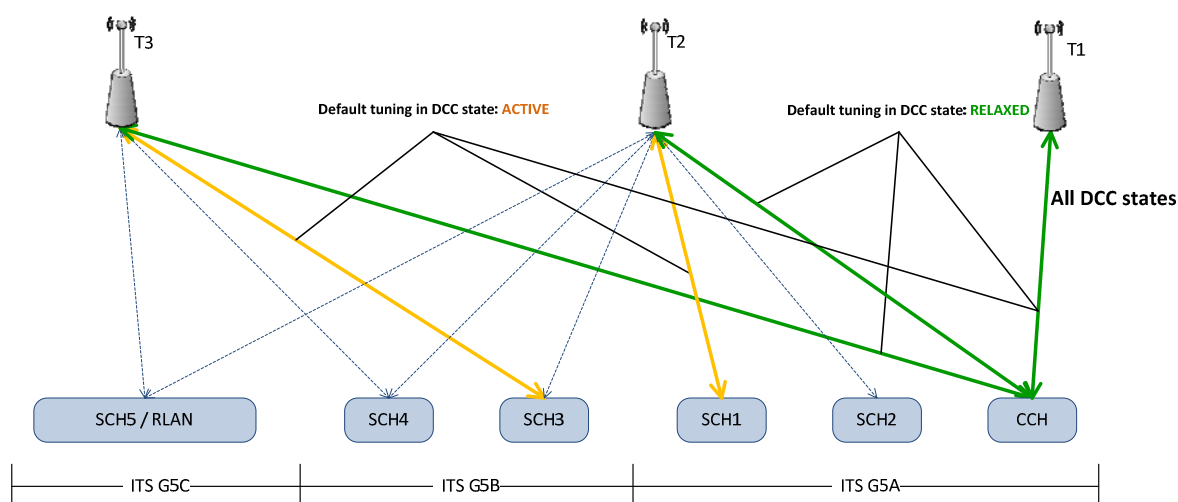 T3
T2
T1
Default tuning in DCC state: ACTIVE
Default tuning in DCC state: RELAXED
All DCC states
SCH5 / RLAN
SCH4
SCH3
SCH1
SCH2
CCH
ITS G5C
ITS G5B
ITS G5A